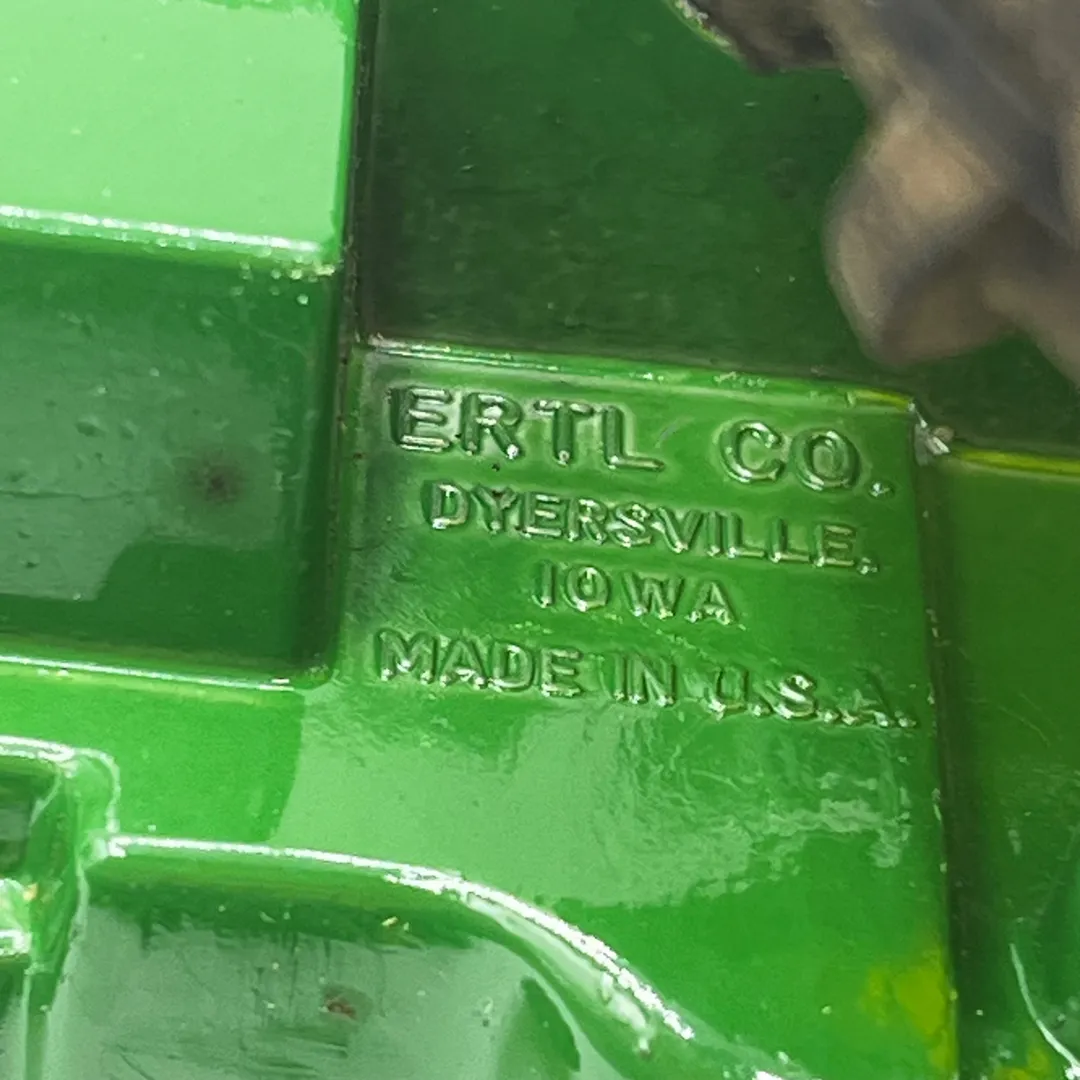 ERTL CO.
DYERSVILLE,
IOWA
MADE IN U.S.A.